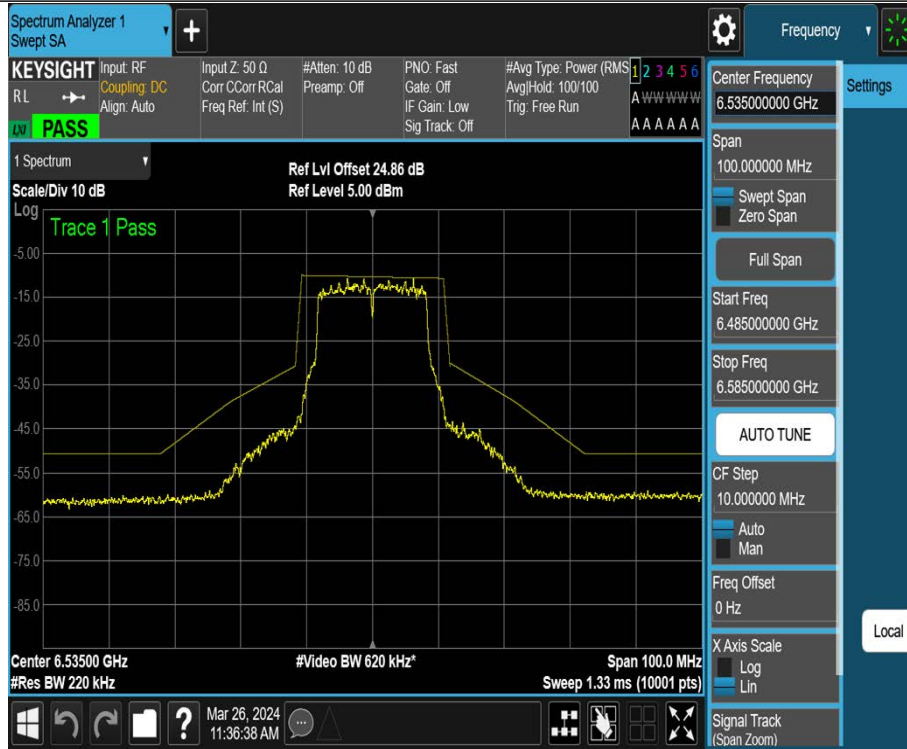 Spectrum Analyzer 1
Swept SA
Frequency
KEYSIGHT
RL
LXI
PASS
Input: RF
Coupling: DC
Align: Auto
Input Z: 50 Ω
Corr CCorr RCal
Freq Ref: Int (S)
#Atten: 10 dB
Preamp: Off
PNO: Fast
Gate: Off
IF Gain: Low
Sig Track: Off
#Avg Type: Power (RMS
Avg|Hold: 100/100
Trig: Free Run
1 2 3 4 5 6
A W W W W W
A A A A A A
1 Spectrum
Scale/Div 10 dB
Log
Ref Lvl Offset 24.86 dB
Ref Level 5.00 dBm
Trace 1 Pass
-5.00
-15.0
-25.0
-35.0
-45.0
-55.0
-65.0
-75.0
-85.0
Center 6.53500 GHz
#Res BW 220 kHz
#Video BW 620 kHz*
Span 100.0 MHz
Sweep 1.33 ms (10001 pts)
?
Mar 26, 2024
11:36:38 AM
Center Frequency
6.535000000 GHz
Span
100.000000 MHz
Swept Span
Zero Span
Full Span
Start Freq
6.485000000 GHz
Stop Freq
6.585000000 GHz
AUTO TUNE
CF Step
10.000000 MHz
Auto
Man
Freq Offset
0 Hz
X Axis Scale
Log
Lin
Signal Track
(Span Zoom)
Settings
Local